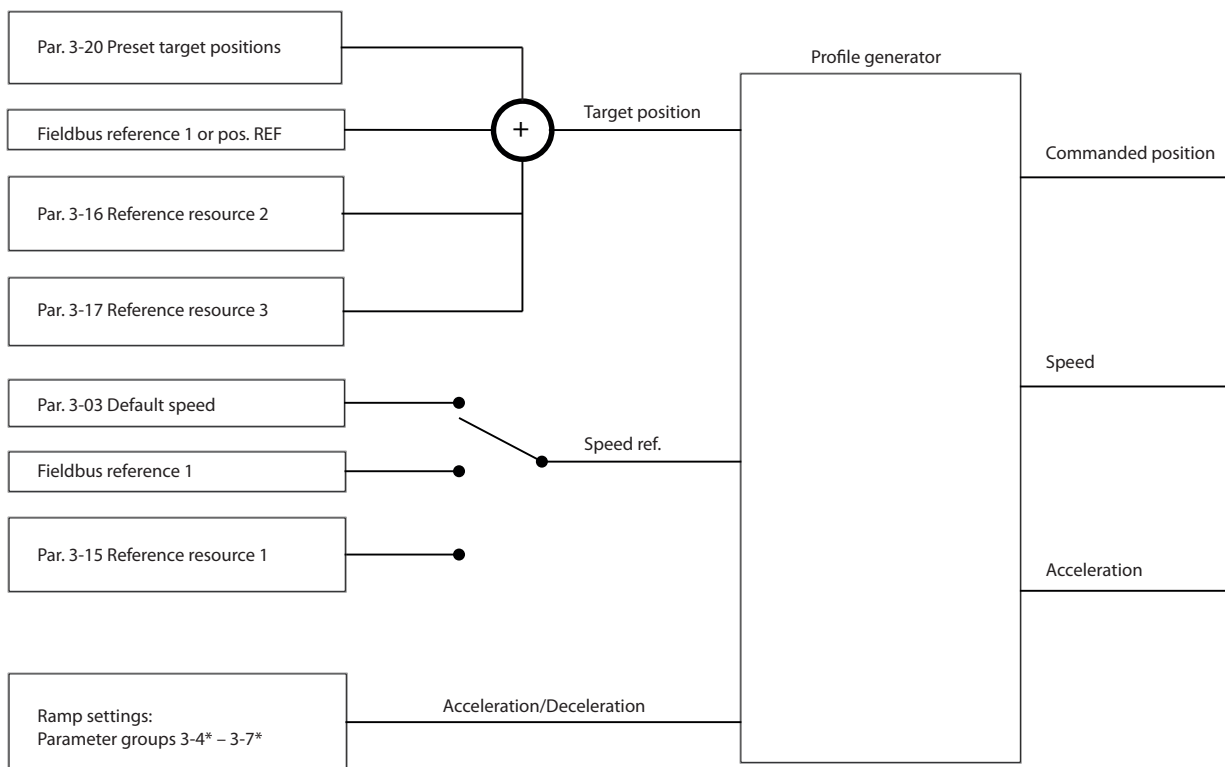 Par. 3-20 Preset target positions
Fieldbus reference 1 or pos. REF
Par. 3-16 Reference resource 2
Par. 3-17 Reference resource 3
Par. 3-03 Default speed
Fieldbus reference 1
Par. 3-15 Reference resource 1
Ramp settings:
Parameter groups 3-4* – 3-7*
+
Target position
Speed ref.
Acceleration/Deceleration
Profile generator
Commanded position
Speed
Acceleration